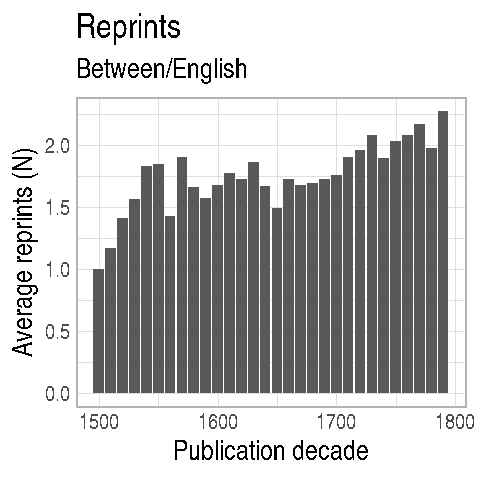 Reprints
Between/English
Average reprints (N)
2.0
1.5
1.0
0.5
0.0
1500 1600 1700 1800
Publication decade